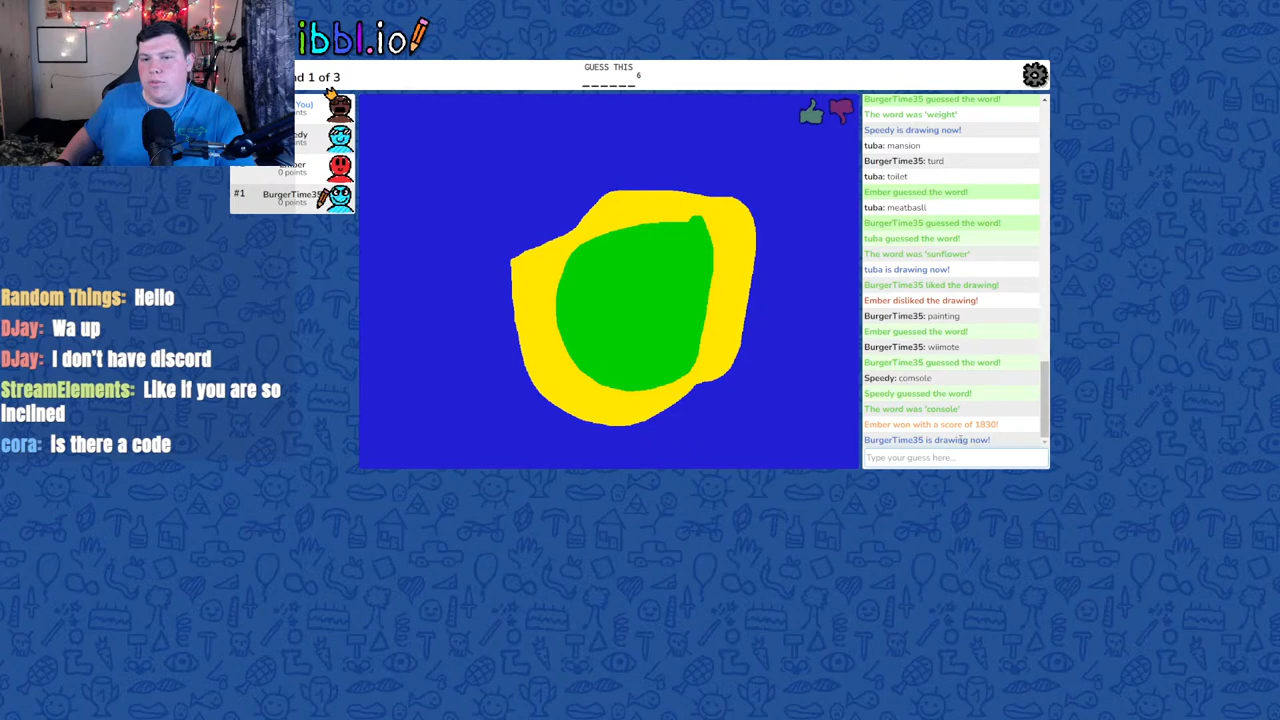 ibbl.io
GUESS THIS
6
______
nd 1 of 3
You)
points
edy
points
mber
0 points
#1 BurgerTime35
0 points
BurgerTime35 guessed the word!
The word was 'weight'
Speedy is drawing now!
tuba: mansion
BurgerTime35: turd
tuba: toilet
Ember guessed the word!
tuba: meatbasll
BurgerTime35 guessed the word!
tuba guessed the word!
The word was 'sunflower'
tuba is drawing now!
BurgerTime35 liked the drawing!
Ember disliked the drawing!
BurgerTime35: painting
Ember guessed the word!
BurgerTime35: wiimote
BurgerTime35 guessed the word!
Speedy: comsole
Speedy guessed the word!
The word was 'console'
Ember won with a score of 1830!
BurgerTime35 is drawing now!
Type your guess here...
Random Things: Hello
DJay: Wa up
DJay: I don't have discord
StreamElements: Like if you are so
inclined
cora: Is there a code